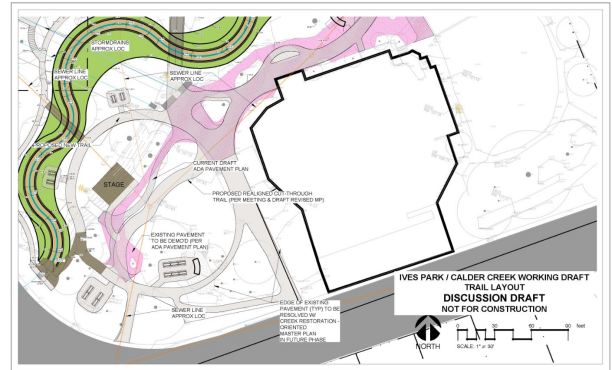 STORMDRAINS
APPROX LOC
SEWER LINE
APPROX LOC
SEWER LINE
APPROX LOC
PROPOSED NEW TRAIL
CURRENT DRAFT
ADA PAVEMENT PLAN
STAGE
PROPOSED REALIGNED CUT-THROUGH
TRAIL (PER MEETING & DRAFT REVISED MP)
EXISTING PAVEMENT
TO BE DEMO'D (PER
ADA PAVEMENT PLAN)
SEWER LINE
APPROX LOC
EDGE OF EXISTING
PAVEMENT (TYP) TO BE
RESOLVED W/
CREEK RESTORATION -
ORIENTED
MASTER PLAN
IN FUTURE PHASE
IVES PARK / CALDER CREEK WORKING DRAFT
TRAIL LAYOUT
DISCUSSION DRAFT
NOT FOR CONSTRUCTION
NORTH
0 30 60 90 feet
SCALE: 1" = 30'